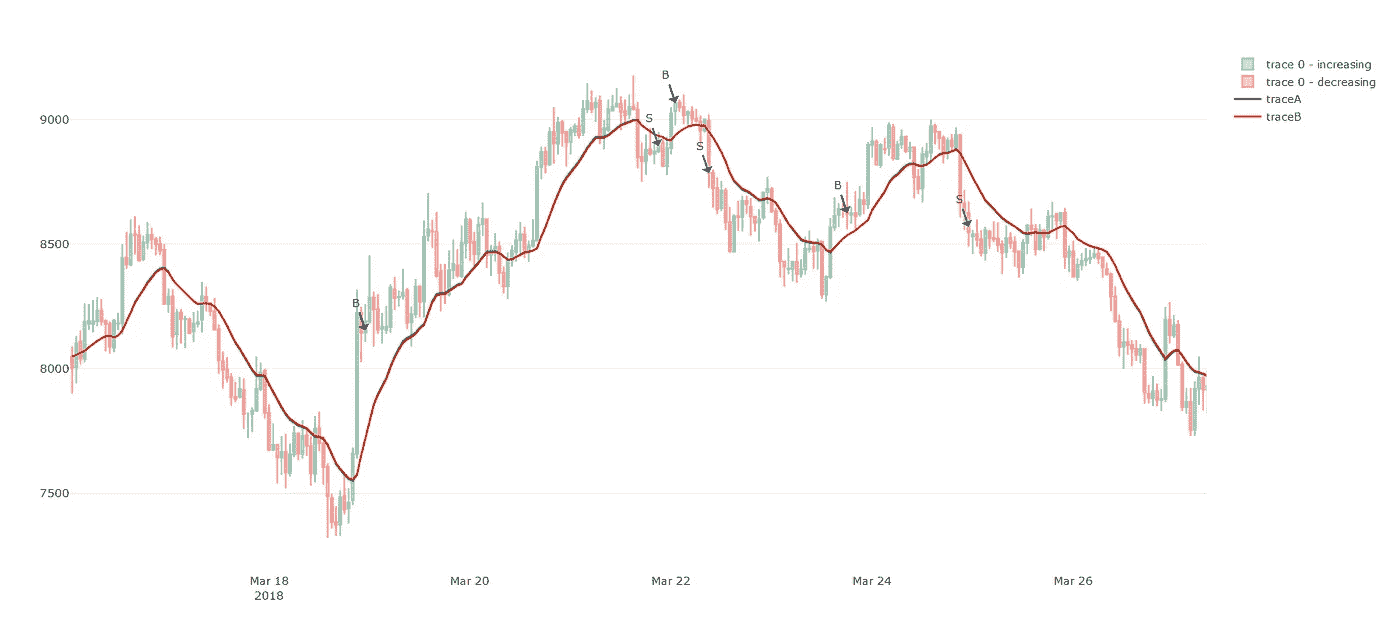 trace 0 - increasing
trace 0 - decreasing
traceA
traceB
9000
8500
8000
7500
B
S
B
S
B
S
Mar 18
2018
Mar 20
Mar 22
Mar 24
Mar 26